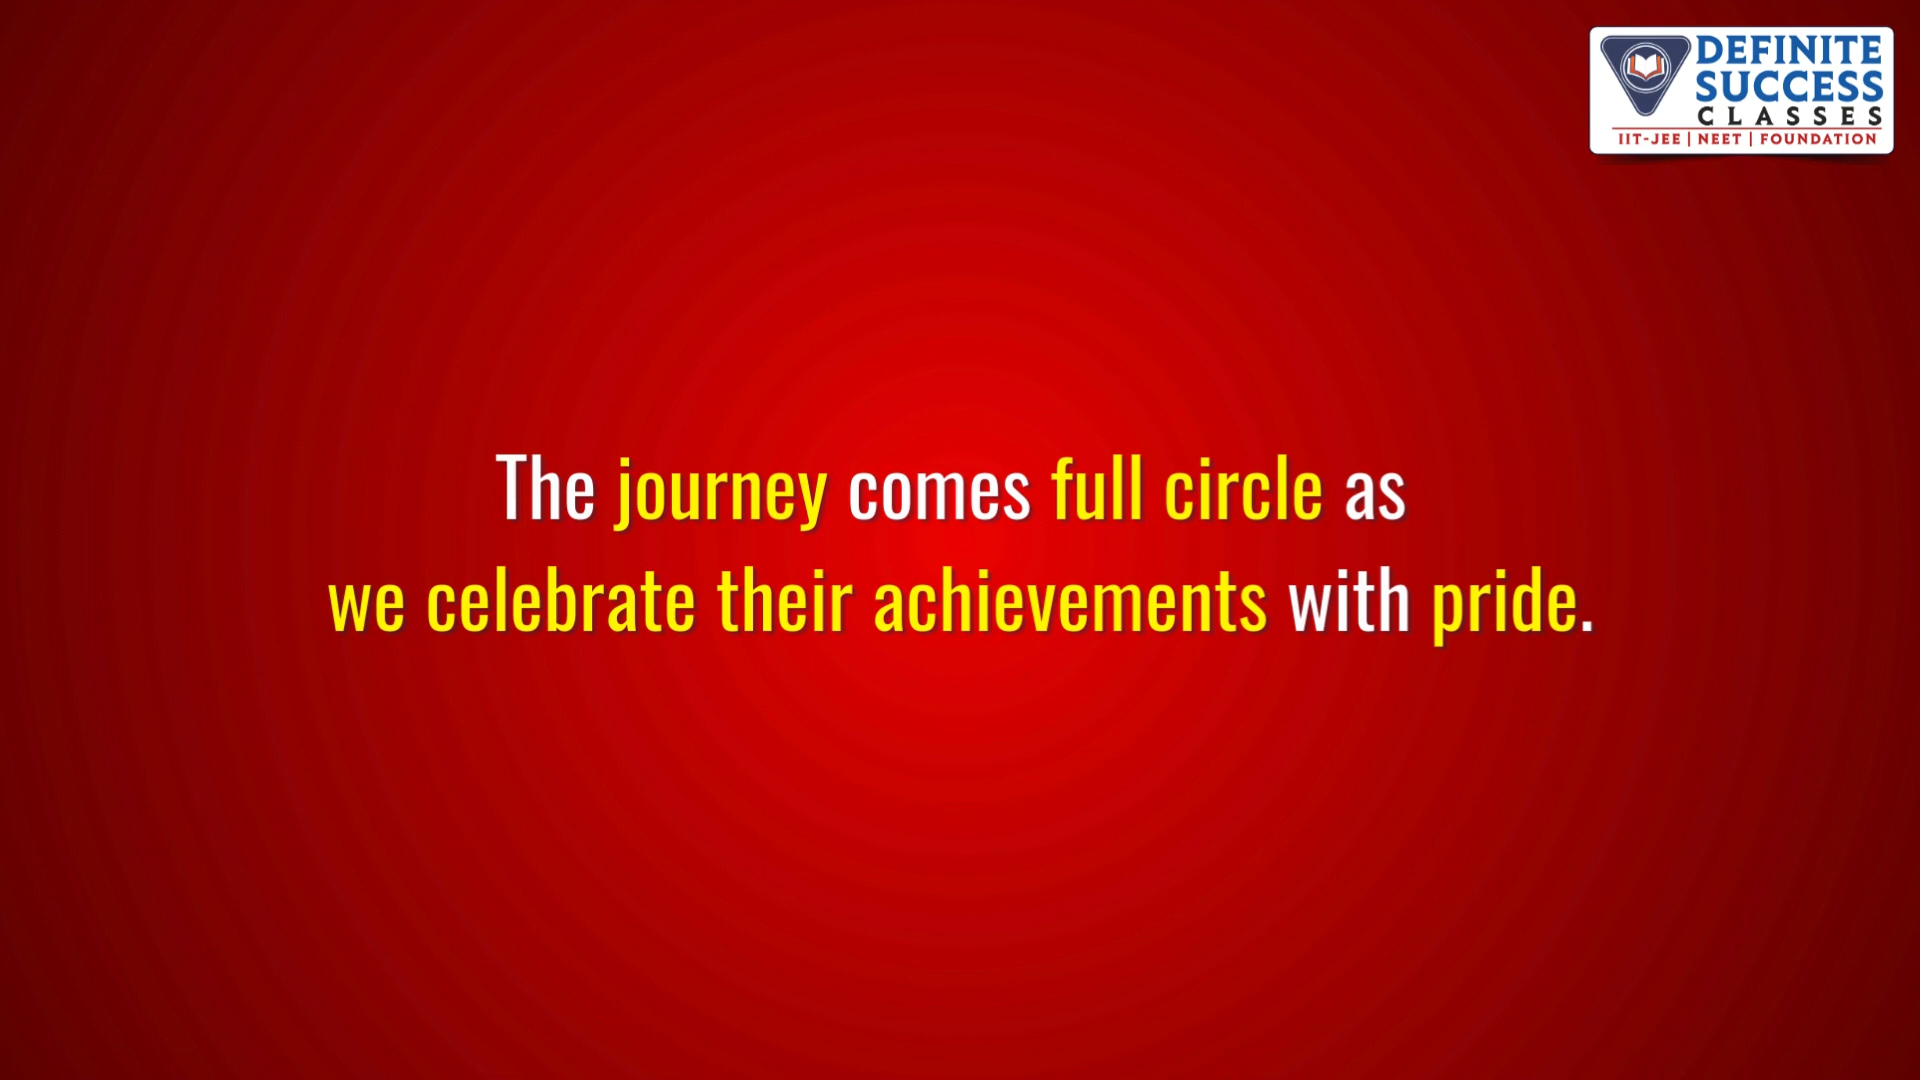 DEFINITE
SUCCESS
CLASSES
IIT-JEE | NEET | FOUNDATION
The journey comes full circle as
we celebrate their achievements with pride.